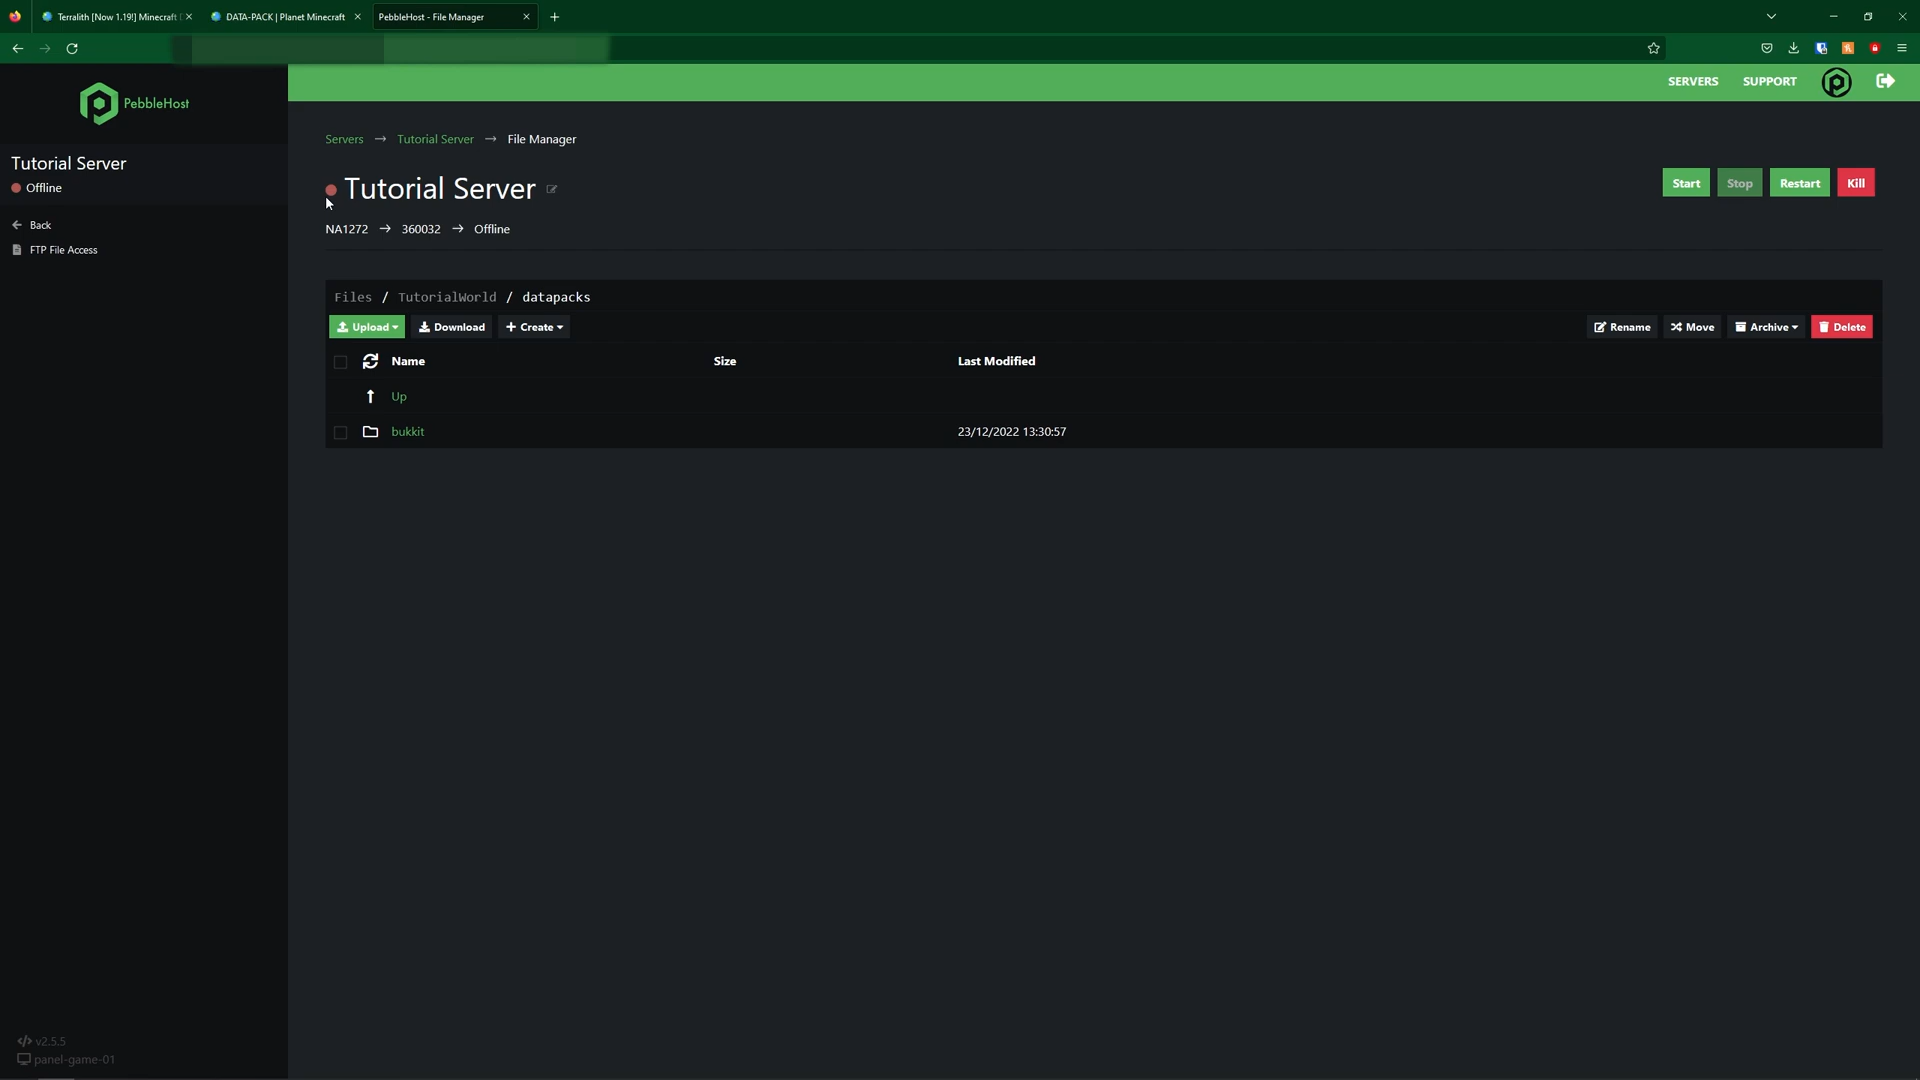 Terralith [Now 1.19!] Minecraft
DATA-PACK | Planet Minecraft
PebbleHost - File Manager
PebbleHost
SERVERS
SUPPORT
Tutorial Server
Offline
Back
FTP File Access
Servers → Tutorial Server → File Manager
Tutorial Server
Start
Stop
Restart
Kill
NA1272 → 360032 → Offline
Files / TutorialWorld / datapacks
Upload
Download
+ Create
Rename
Move
Archive
Delete
Name
Size
Last Modified
Up
bukkit
23/12/2022 13:30:57
</> v2.5.5
panel-game-01